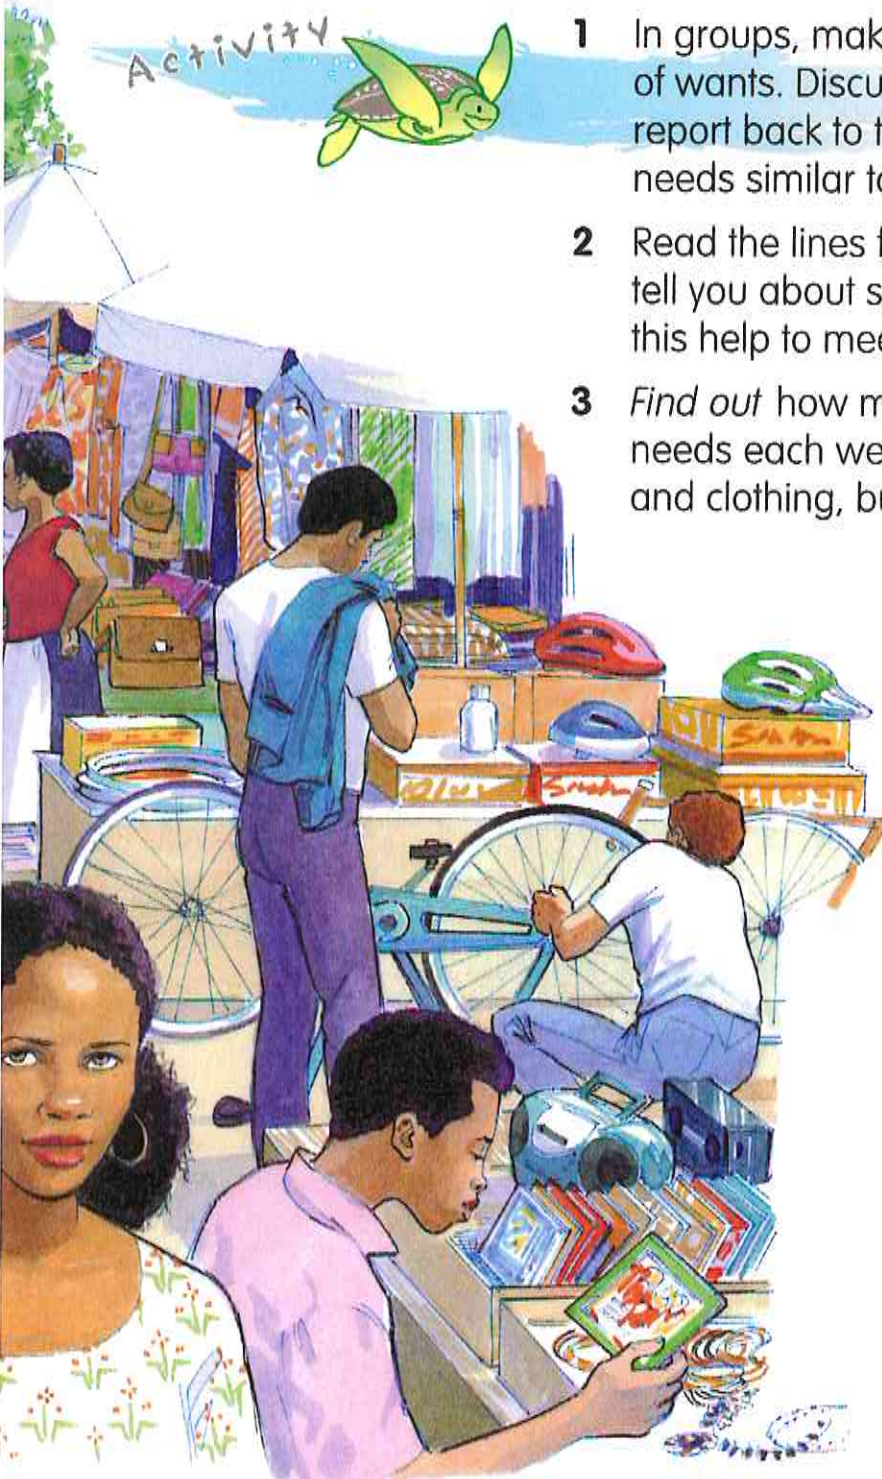 Activity
1 In groups, mak
of wants. Discu
report back to t
needs similar to
2 Read the lines f
tell you about s
this help to mee
3 Find out how m
needs each we
and clothing, bu